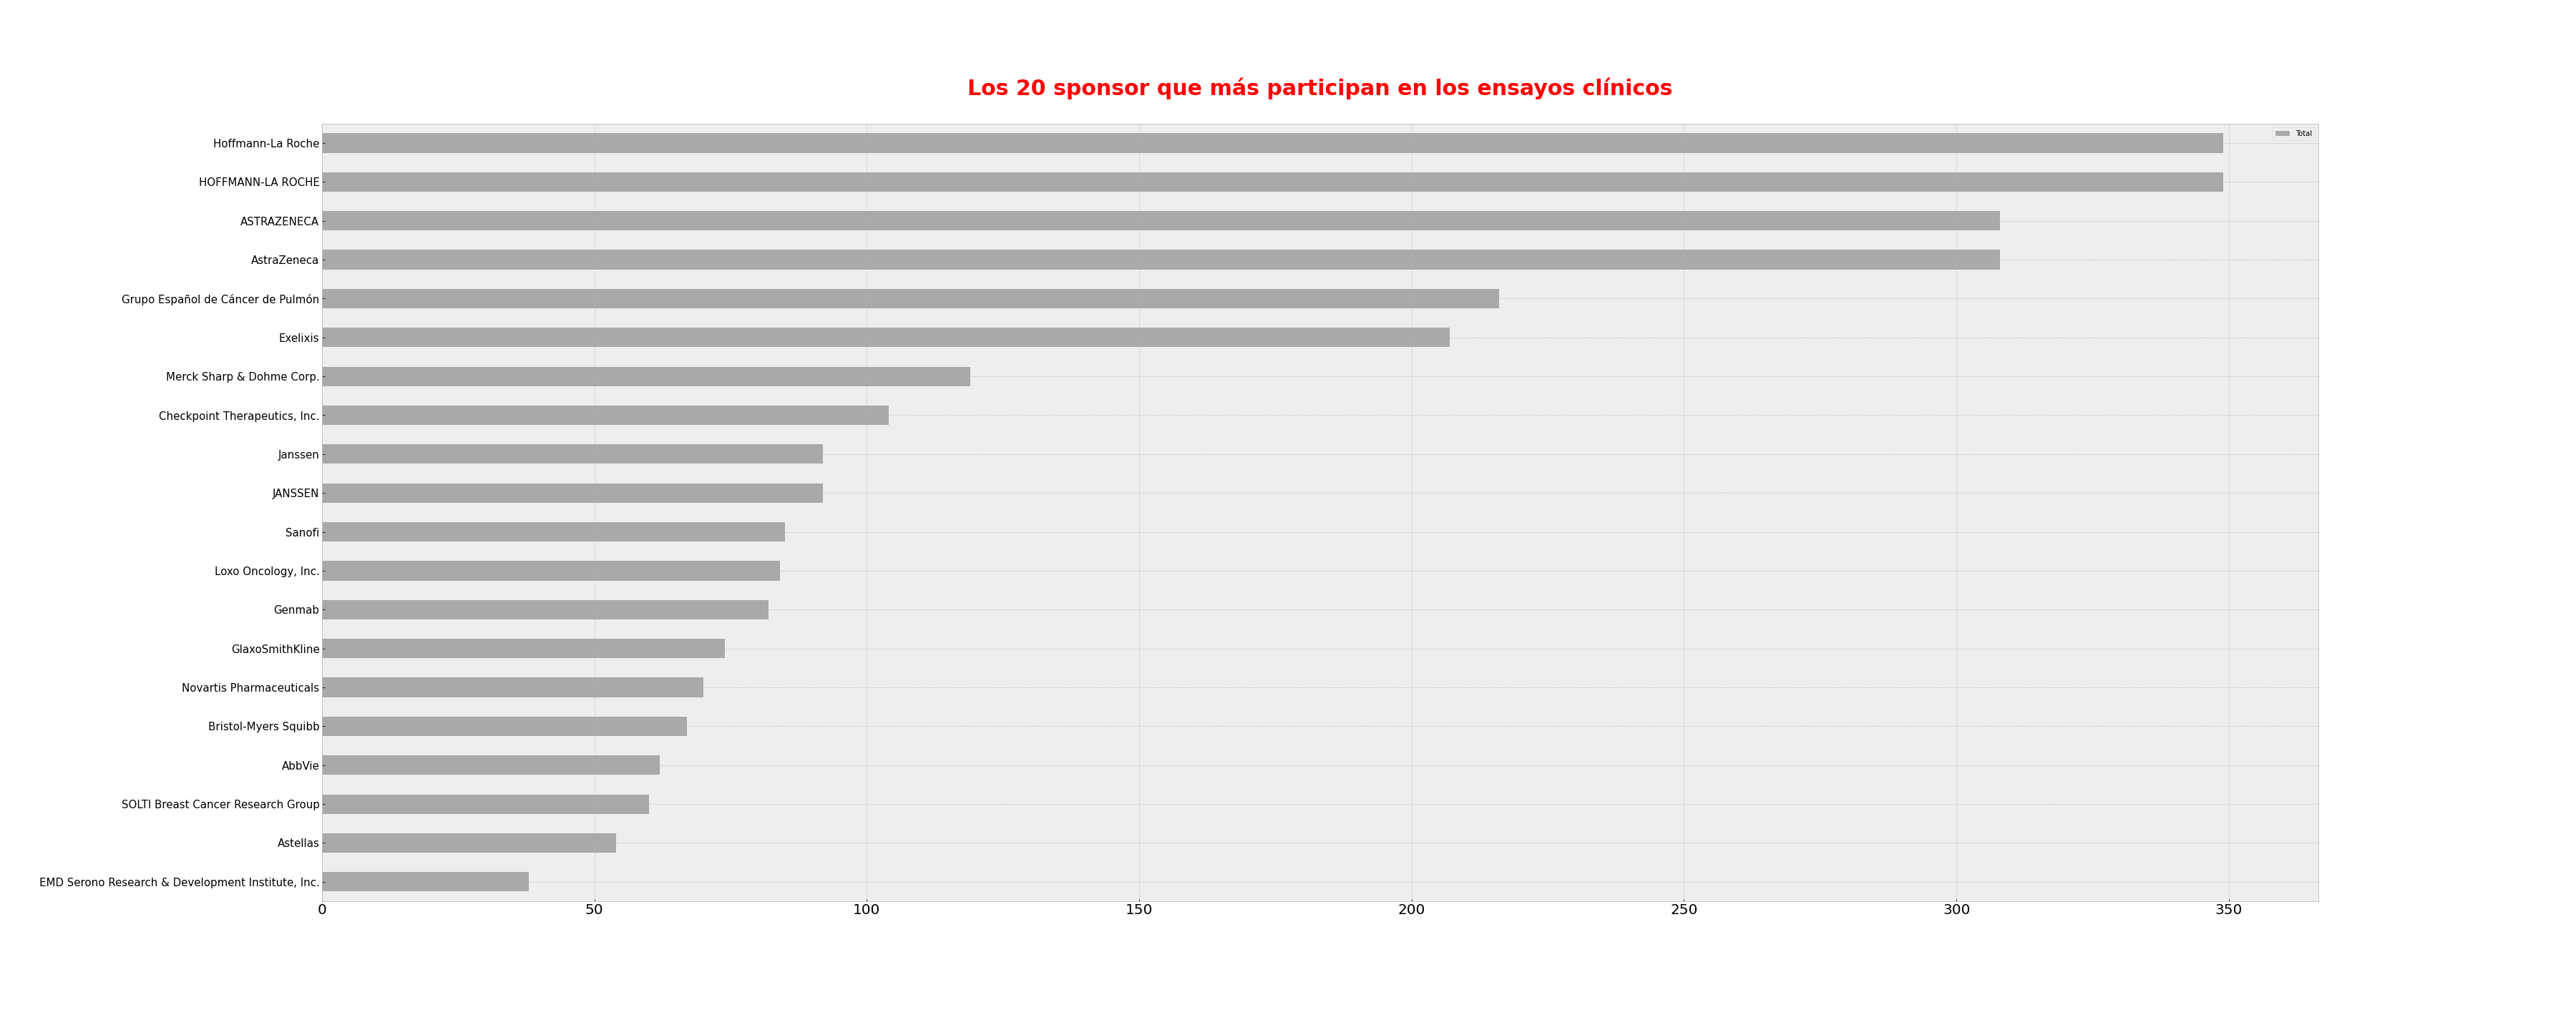 Los 20 sponsor que más participan en los ensayos clínicos
Total
Hoffmann-La Roche
HOFFMANN-LA ROCHE
ASTRAZENECA
AstraZeneca
Grupo Español de Cáncer de Pulmón
Exelixis
Merck Sharp & Dohme Corp.
Checkpoint Therapeutics, Inc.
Janssen
JANSSEN
Sanofi
Loxo Oncology, Inc.
Genmab
GlaxoSmithKline
Novartis Pharmaceuticals
Bristol-Myers Squibb
AbbVie
SOLTI Breast Cancer Research Group
Astellas
EMD Serono Research & Development Institute, Inc.
0 50 100 150 200 250 300 350